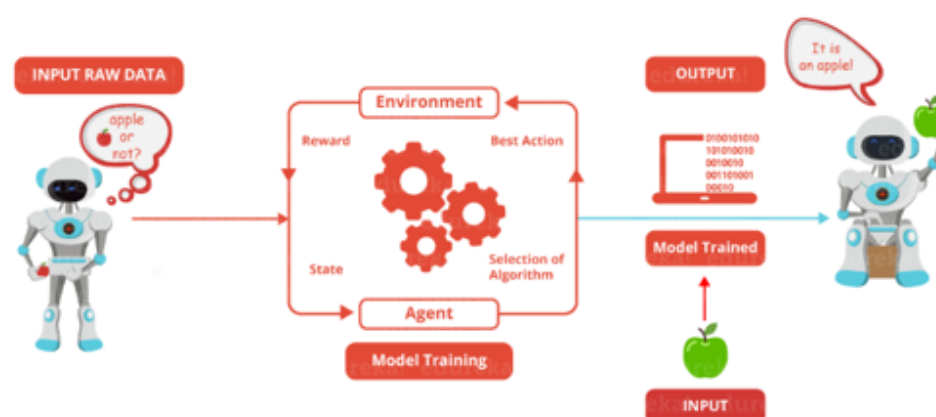 INPUT RAW DATA
apple
or
rot?
Environment
Reward
Best Action
State
Selection of
Algorithm
Agent
Model Training
OUTPUT
0100101010
101010010
0010010
001101001
00010
Model Trained
INPUT
It is
an apple!